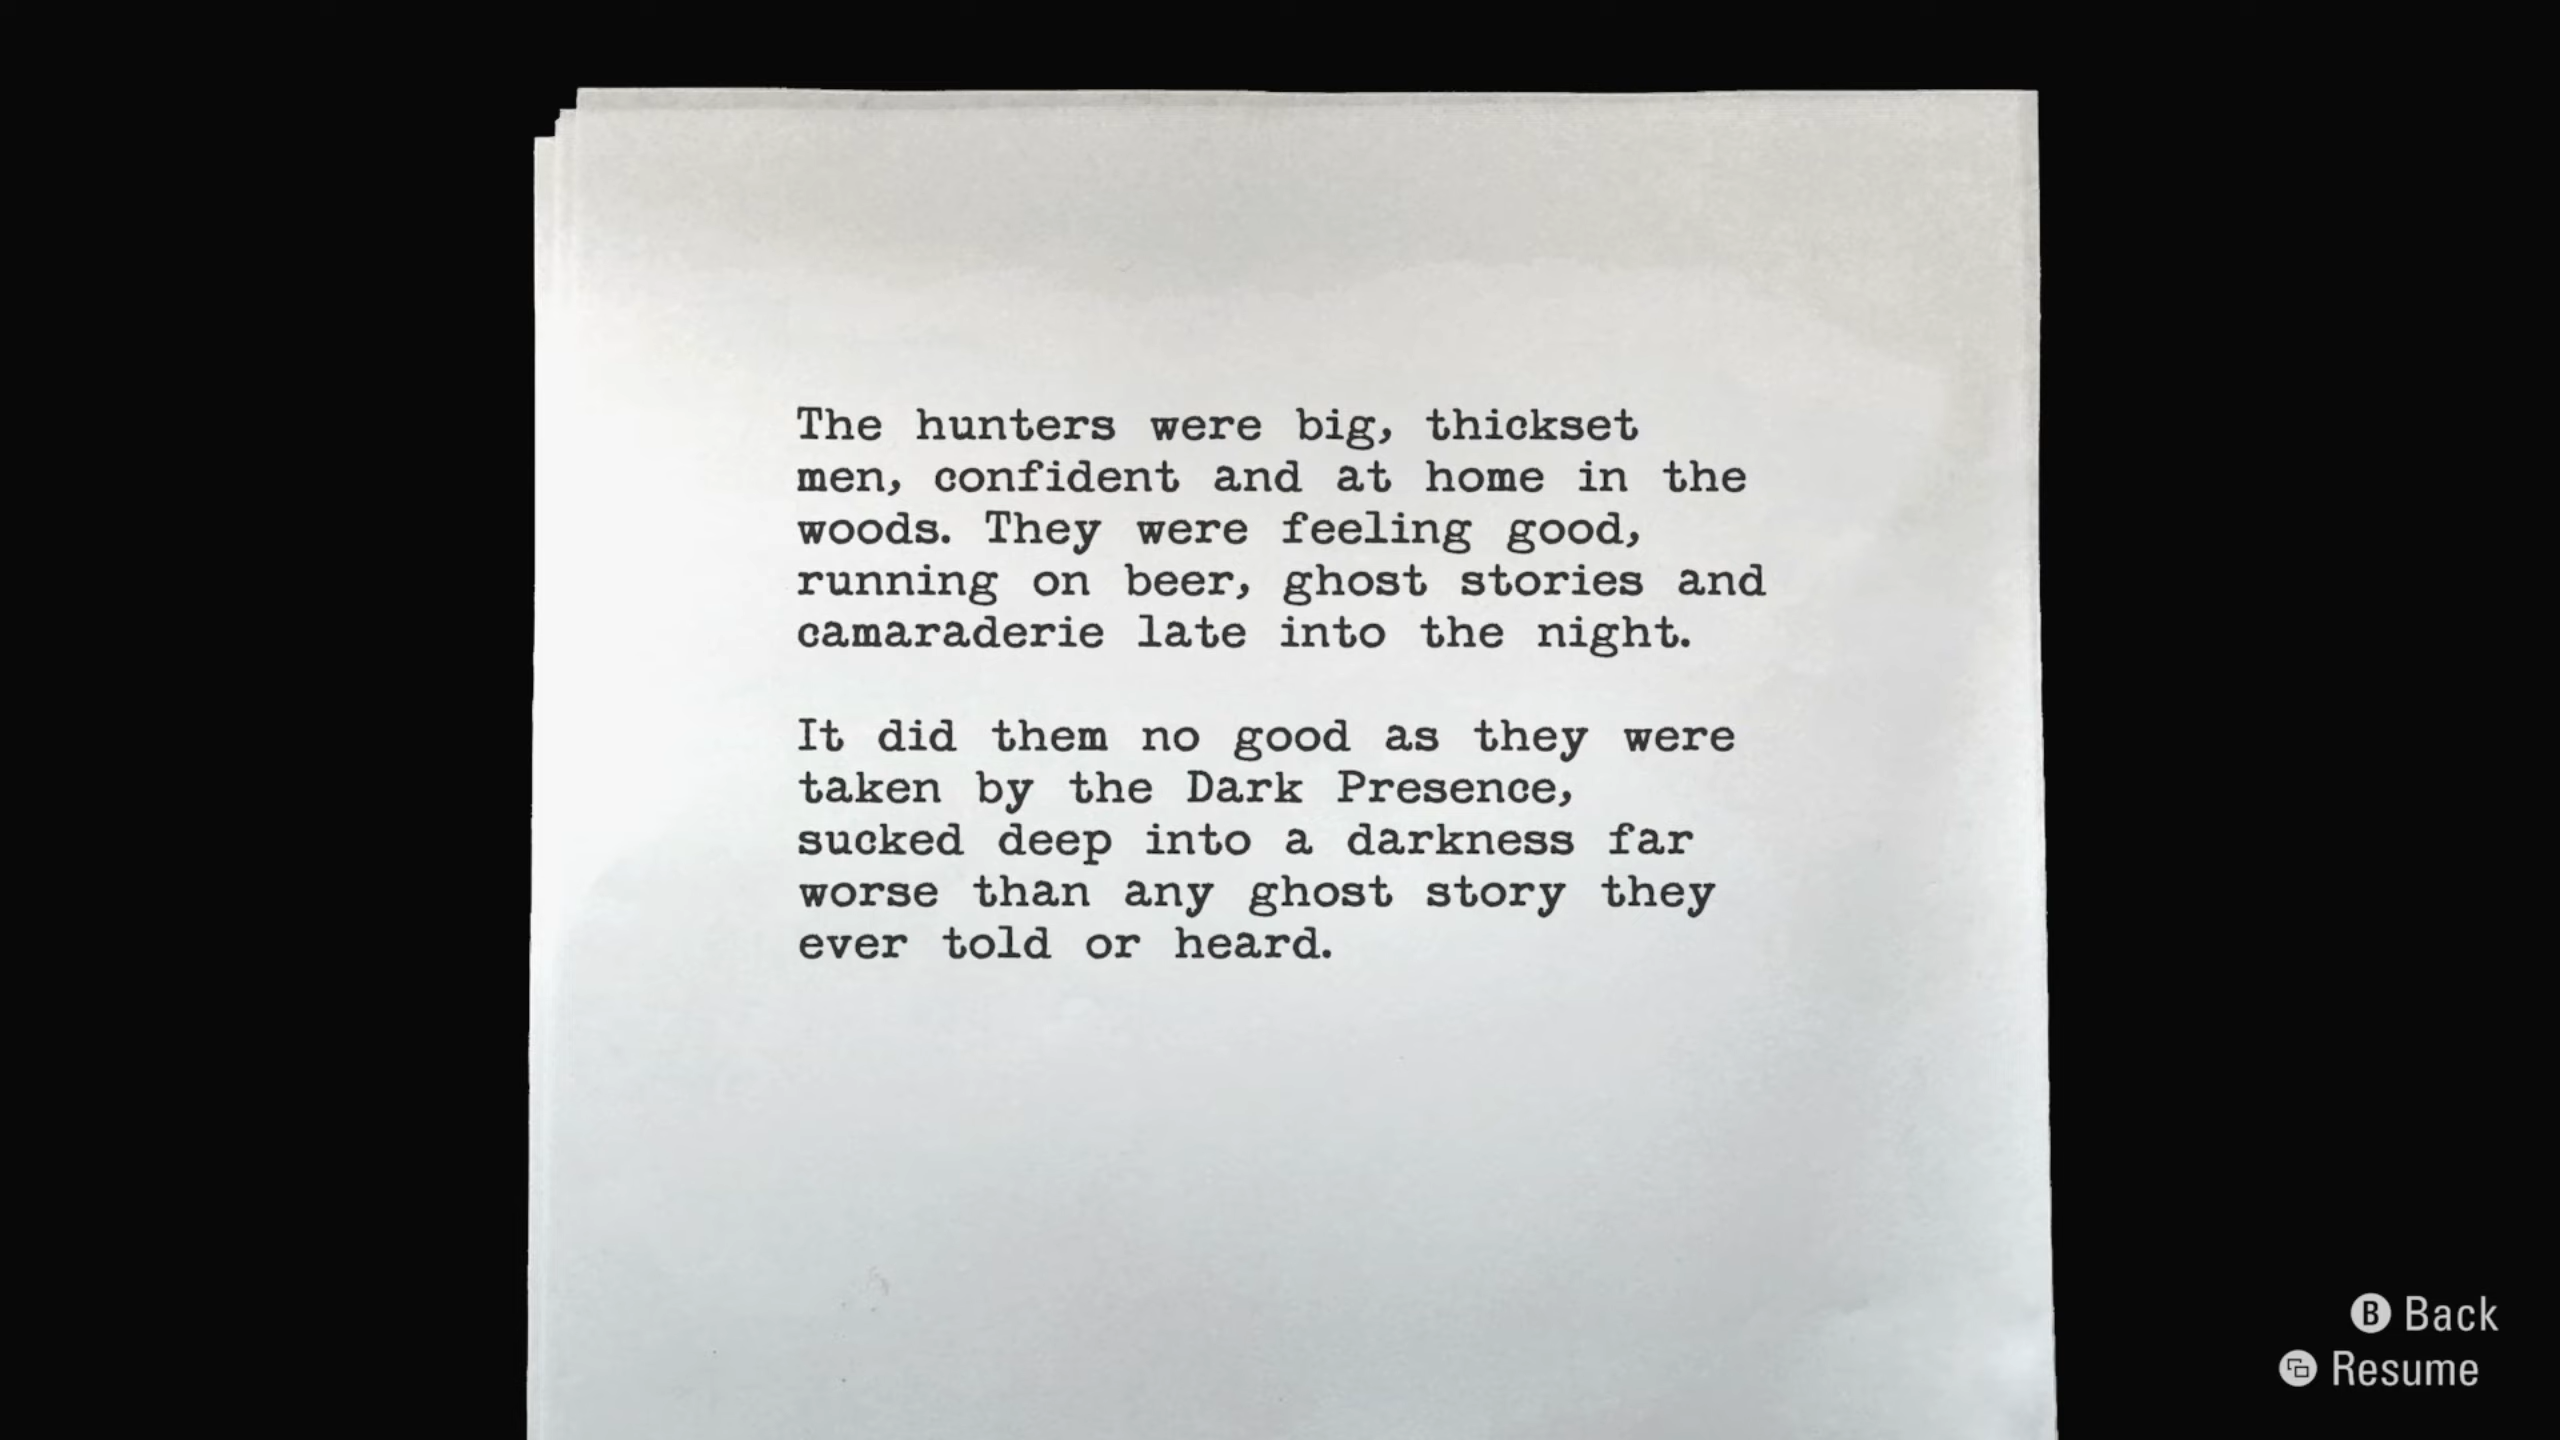 The hunters were big, thickset
men, confident and at home in the
woods. They were feeling good,
running on beer, ghost stories and
camaraderie late into the night.
It did them no good as they were
taken by the Dark Presence,
sucked deep into a darkness far
worse than any ghost story they
ever told or heard.
B Back
Resume